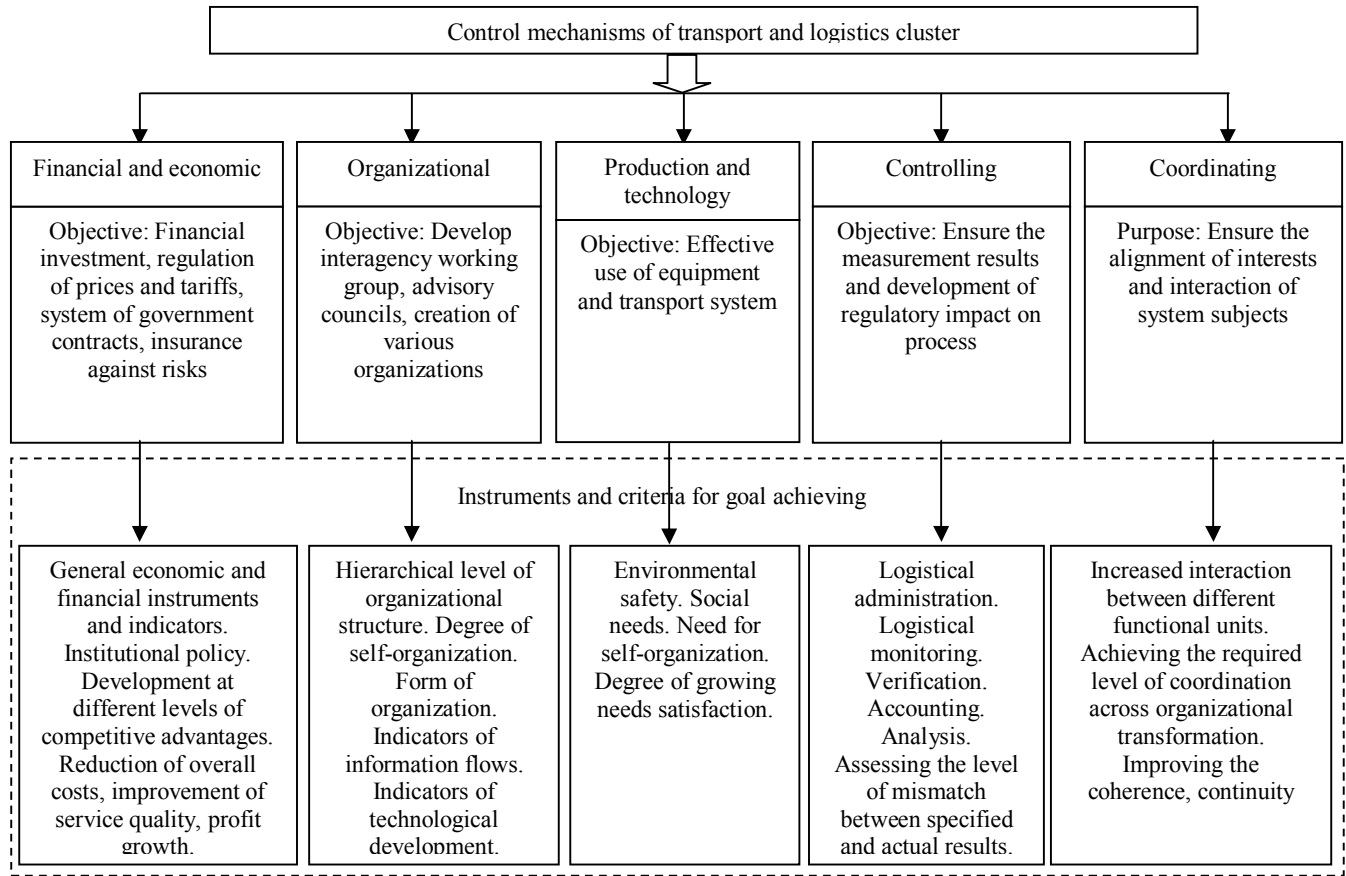 Control mechanisms of transport and logistics cluster
Financial and economic
Objective: Financial
investment, regulation
of prices and tariffs,
system of government
contracts, insurance
against risks
Organizational
Objective: Develop
interagency working
group, advisory
councils, creation of
various
organizations
Production and
technology
Objective: Effective
use of equipment
and transport system
Controlling
Objective: Ensure the
measurement results
and development of
regulatory impact on
process
Coordinating
Purpose: Ensure the
alignment of interests
and interaction of
system subjects
Instruments and criteria for goal achieving
General economic and
financial instruments
and indicators.
Institutional policy.
Development at
different levels of
competitive advantages.
Reduction of overall
costs, improvement of
service quality, profit
growth.
Hierarchical level of
organizational
structure. Degree of
self-organization.
Form of
organization.
Indicators of
information flows.
Indicators of
technological
development.
Environmental
safety. Social
needs. Need for
self-organization.
Degree of growing
needs satisfaction.
Logistical
administration.
Logistical
monitoring.
Verification.
Accounting.
Analysis.
Assessing the level
of mismatch
between specified
and actual results.
Increased interaction
between different
functional units.
Achieving the required
level of coordination
across organizational
transformation.
Improving the
coherence, continuity